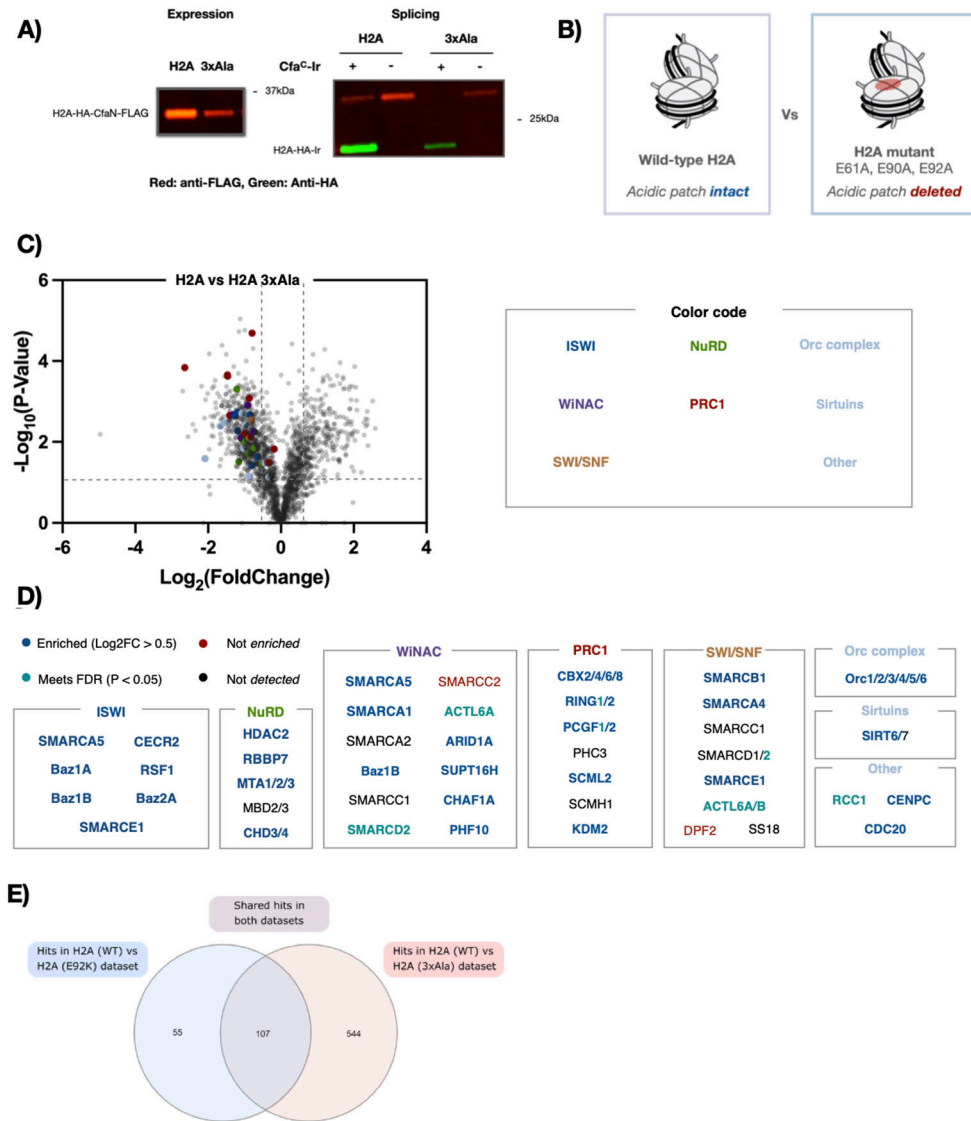 A)
Expression
Splicing
H2A
3xAla
H2A 3xAla
Cfaᶜ-Ir
+ - + -
- 37kDa
H2A-HA-CfaN-FLAG
- 25kDa
H2A-HA-Ir
Red: anti-FLAG, Green: Anti-HA
B)
Vs
Wild-type H2A
Acidic patch intact
H2A mutant
E61A, E90A, E92A
Acidic patch deleted
C)
H2A vs H2A 3xAla
6
4
2
0
-Log₁₀(P-Value)
-6 -4 -2 0 2 4
Log₂(FoldChange)
Color code
ISWI NuRD Orc complex
WiNAC PRC1 Sirtuins
SWI/SNF Other
D)
Enriched (Log2FC > 0.5)
Not enriched
Meets FDR (P < 0.05)
Not detected
ISWI
SMARCA5 CECR2
Baz1A RSF1
Baz1B Baz2A
SMARCE1
NuRD
HDAC2
RBBP7
MTA1/2/3
MBD2/3
CHD3/4
WiNAC
SMARCA5 SMARCC2
SMARCA1 ACTL6A
SMARCA2 ARID1A
Baz1B SUPT16H
SMARCC1 CHAF1A
SMARCD2 PHF10
PRC1
CBX2/4/6/8
RING1/2
PCGF1/2
PHC3
SCML2
SCMH1
KDM2
SWI/SNF
SMARCB1
SMARCA4
SMARCC1
SMARCD1/2
SMARCE1
ACTL6A/B
DPF2 SS18
Orc complex
Orc1/2/3/4/5/6
Sirtuins
SIRT6/7
Other
RCC1 CENPC
CDC20
E)
Shared hits in
both datasets
Hits in H2A (WT) vs
H2A (E92K) dataset
Hits in H2A (WT) vs
H2A (3xAla) dataset
55
107
544